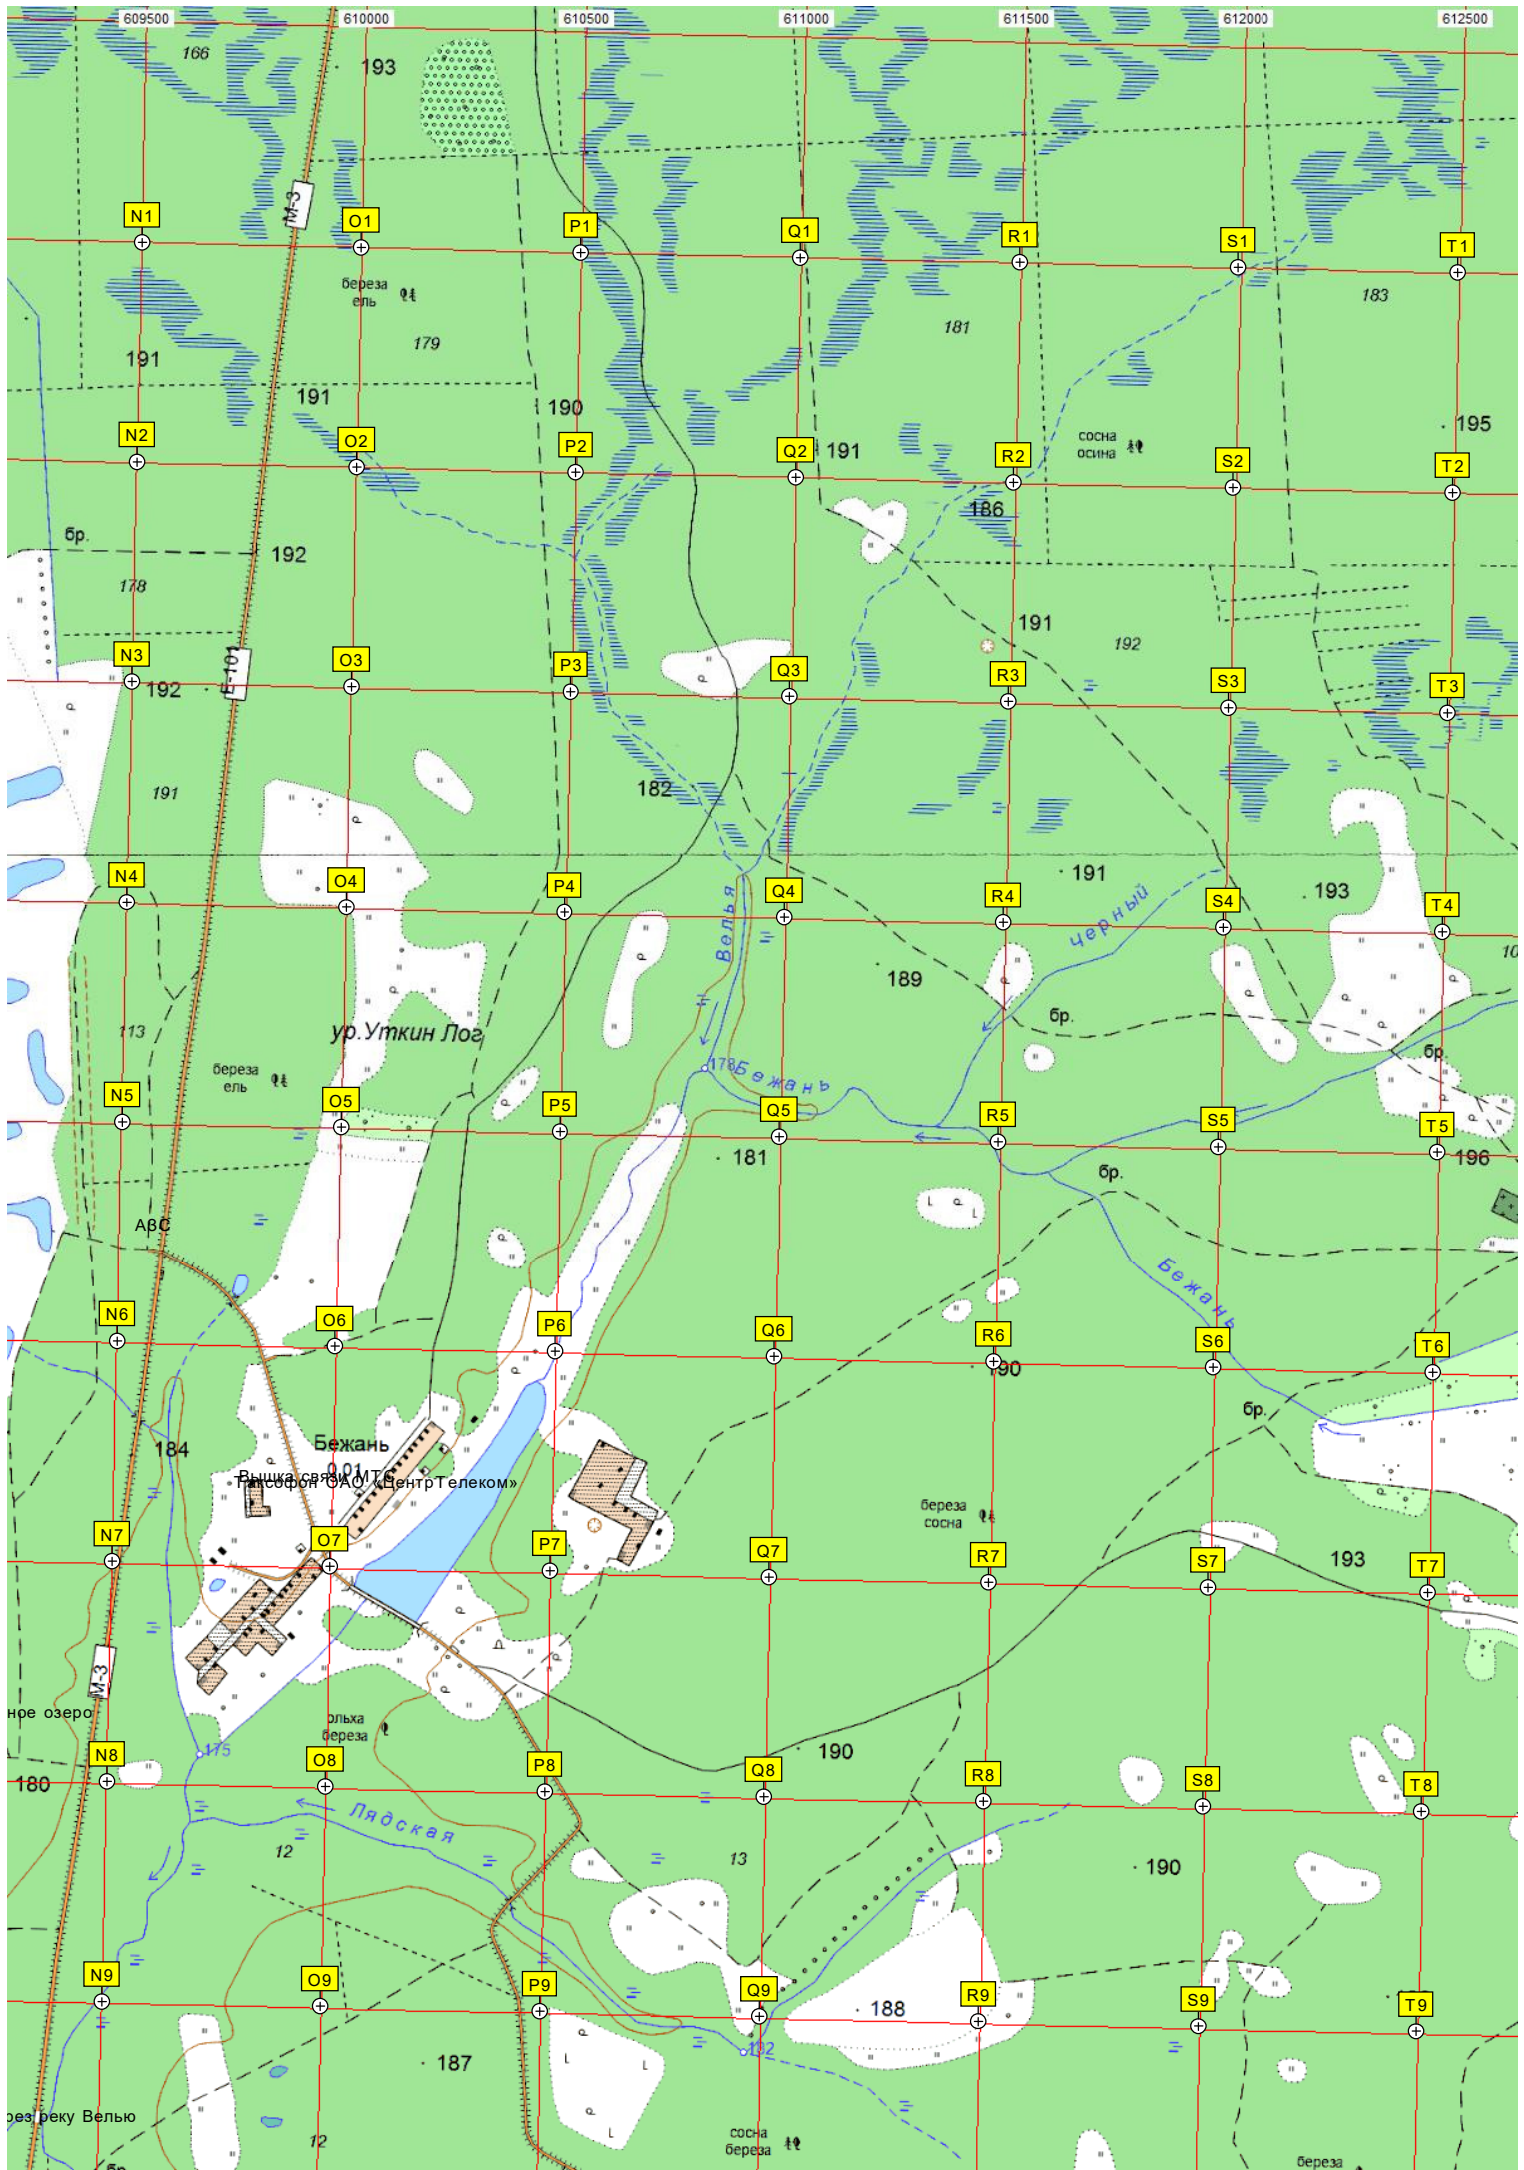 609500 610000 610500 611000 611500 612000 612500
166
193
М-3
N1 O1 P1 Q1 R1 S1 T1
береза
ель
183
181
179
191
191
190
195
N2 O2 P2 Q2 R2 S2 T2
191
сосна
осина
186
бр.
192
178
191
192
Е-101
N3 O3 P3 Q3 R3 S3 T3
192
182
191
N4 O4 P4 Q4 R4 S4 T4
191
193
Велья
черный
189
10
113
ур.Уткин Лог
бр.
бр.
береза
ель
178
Бежань
N5 O5 P5 Q5 R5 S5 T5
181
196
бр.
АЗС
Бежань
N6 O6 P6 Q6 R6 S6 T6
190
бр.
184
Бежань
0.01
Вышка связи МТС
Таксофон ОАО «ЦентрТелеком»
береза
сосна
N7 O7 P7 Q7 R7 S7 T7
193
М-3
ное озеро
ольха
береза
175
190
N8 O8 P8 Q8 R8 S8 T8
180
Лядская
12
13
190
N9 O9 P9 Q9 R9 S9 T9
188
187
рез реку Велью
12
сосна
береза
береза
бр.